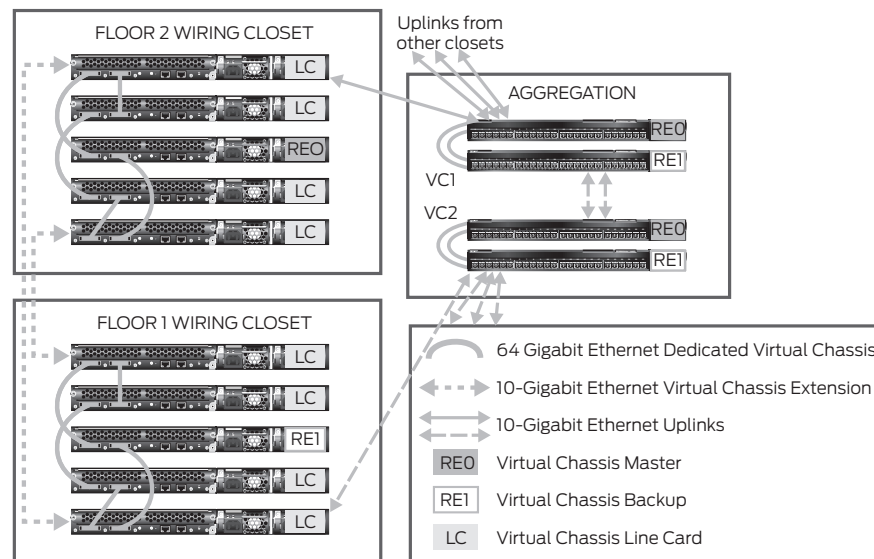 FLOOR 2 WIRING CLOSET
LC
LC
REO
LC
LC
Uplinks from
other closets
AGGREGATION
RE0
RE1
VC1
VC2
RE0
RE1
FLOOR 1 WIRING CLOSET
LC
LC
RE1
LC
LC
64 Gigabit Ethernet Dedicated Virtual Chassis
10-Gigabit Ethernet Virtual Chassis Extension
10-Gigabit Ethernet Uplinks
RE0 Virtual Chassis Master
RE1 Virtual Chassis Backup
LC Virtual Chassis Line Card